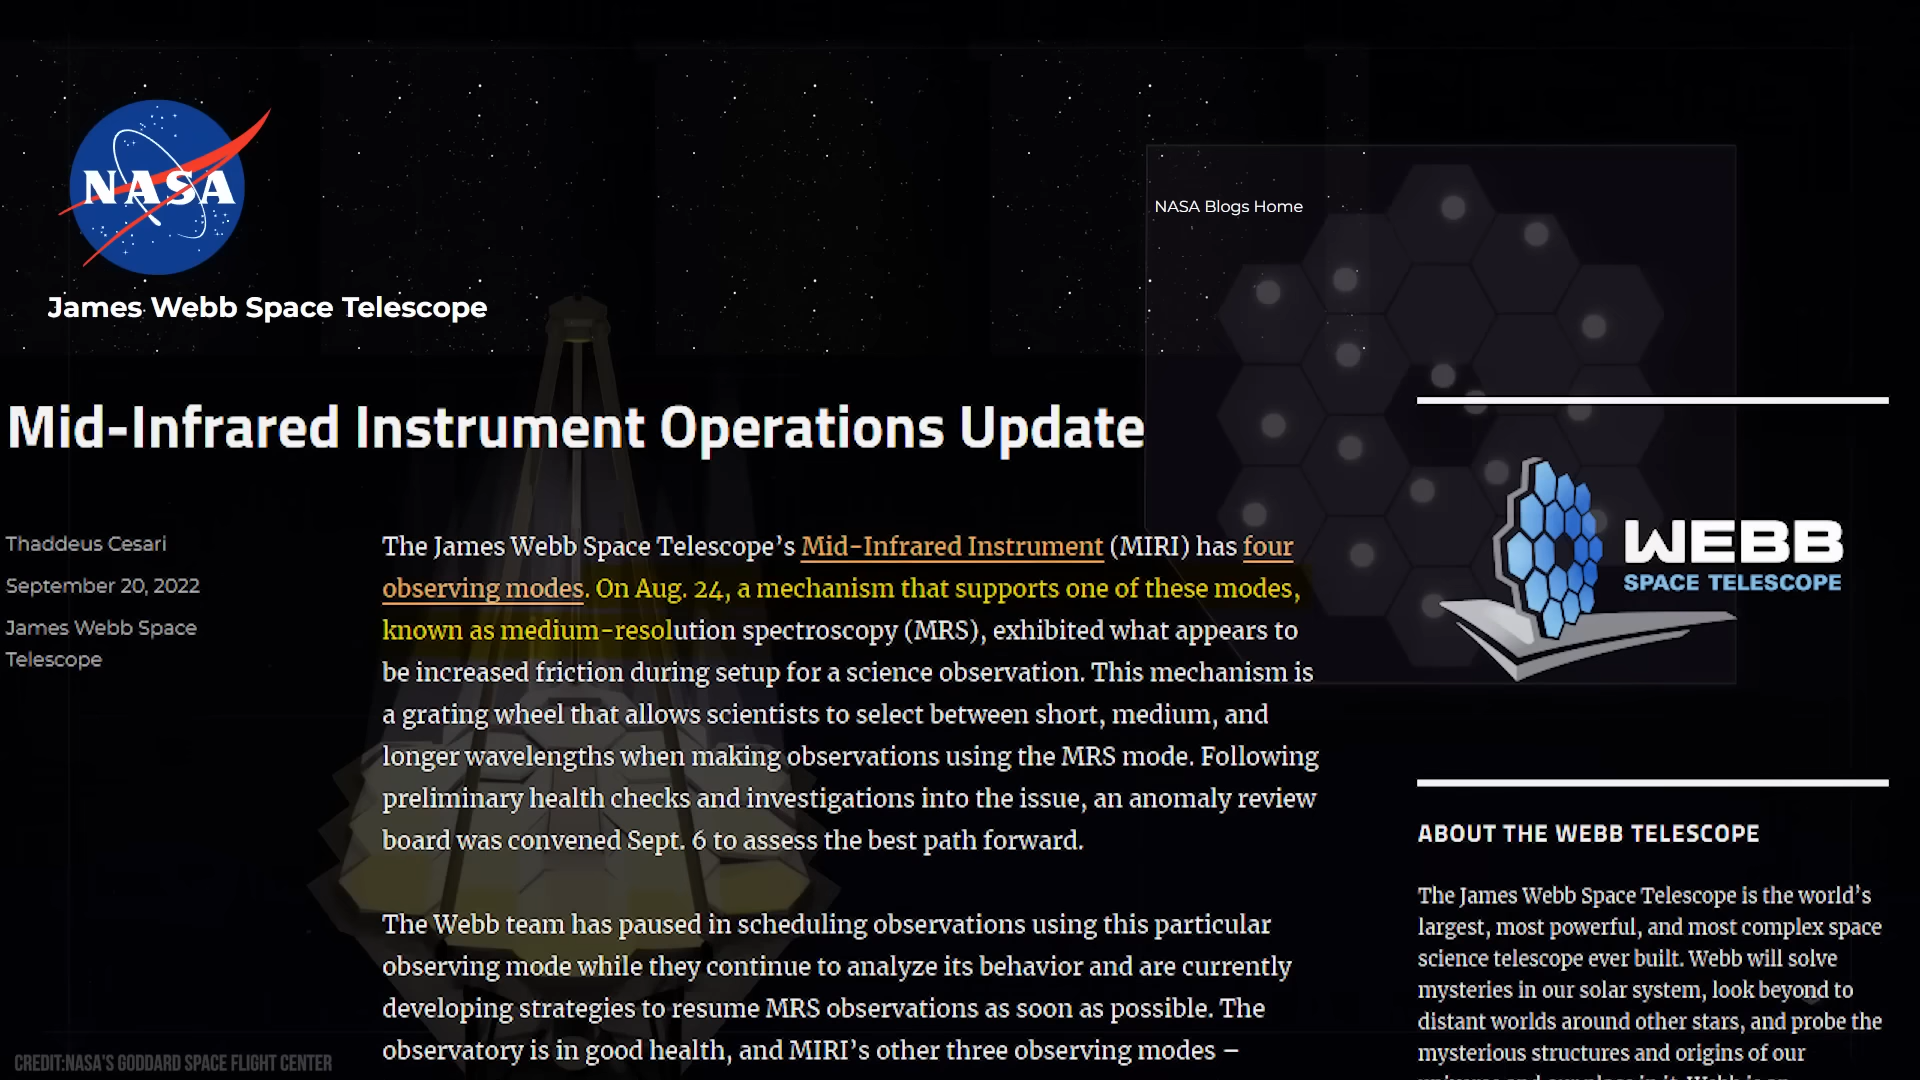 NASA
James Webb Space Telescope
NASA Blogs Home
Mid-Infrared Instrument Operations Update
Thaddeus Cesari
September 20, 2022
James Webb Space
Telescope
The James Webb Space Telescope’s Mid-Infrared Instrument (MIRI) has four
observing modes. On Aug. 24, a mechanism that supports one of these modes,
known as medium-resolution spectroscopy (MRS), exhibited what appears to
be increased friction during setup for a science observation. This mechanism is
a grating wheel that allows scientists to select between short, medium, and
longer wavelengths when making observations using the MRS mode. Following
preliminary health checks and investigations into the issue, an anomaly review
board was convened Sept. 6 to assess the best path forward.
The Webb team has paused in scheduling observations using this particular
observing mode while they continue to analyze its behavior and are currently
developing strategies to resume MRS observations as soon as possible. The
observatory is in good health, and MIRI’s other three observing modes –
WEBB
SPACE TELESCOPE
ABOUT THE WEBB TELESCOPE
The James Webb Space Telescope is the world’s
largest, most powerful, and most complex space
science telescope ever built. Webb will solve
mysteries in our solar system, look beyond to
distant worlds around other stars, and probe the
mysterious structures and origins of our
CREDIT:NASA'S GODDARD SPACE FLIGHT CENTER